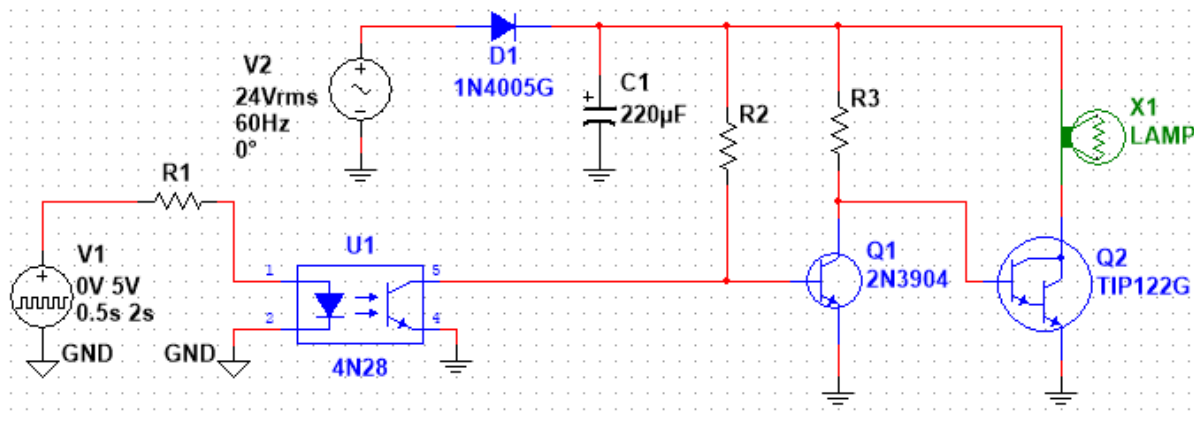 V2
24Vrms
60Hz
0°
D1
1N4005G
+
C1
220µF
R2
R3
X1
LAMP
R1
V1
0V 5V
0.5s 2s
GND
GND
U1
1
2
5
4
4N28
Q1
2N3904
Q2
TIP122G